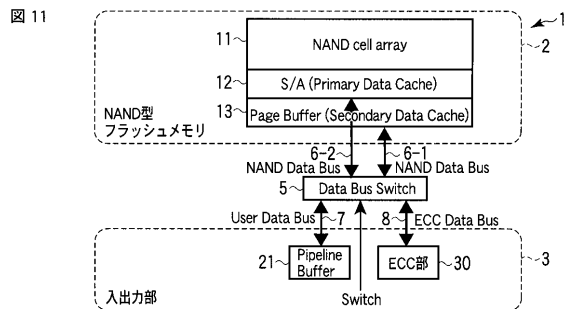 図 11
1
2
11
NAND cell array
12
S/A (Primary Data Cache)
13
Page Buffer (Secondary Data Cache)
NAND型
フラッシュメモリ
6-2
6-1
NAND Data Bus
NAND Data Bus
5
Data Bus Switch
User Data Bus
7
8
ECC Data Bus
21
Pipeline
Buffer
ECC部
30
3
入出力部
Switch